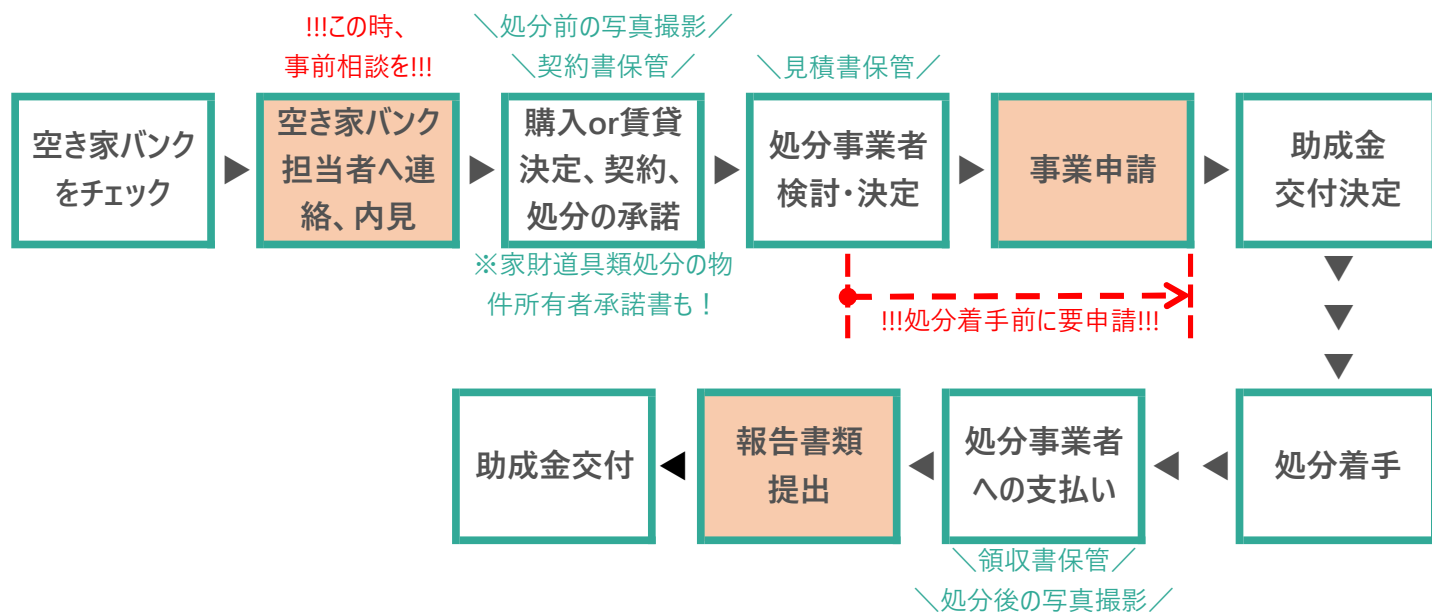 !!!この時、
事前相談を!!!
＼処分前の写真撮影／
＼契約書保管／
＼見積書保管／
空き家バンク
をチェック
空き家バンク
担当者へ連
絡、内見
購入or賃貸
決定、契約、
処分の承諾
処分事業者
検討・決定
事業申請
助成金
交付決定
※家財道具類処分の物
件所有者承諾書も！
!!!処分着手前に要申請!!!
処分着手
処分事業者
への支払い
報告書類
提出
助成金交付
＼領収書保管／
＼処分後の写真撮影／